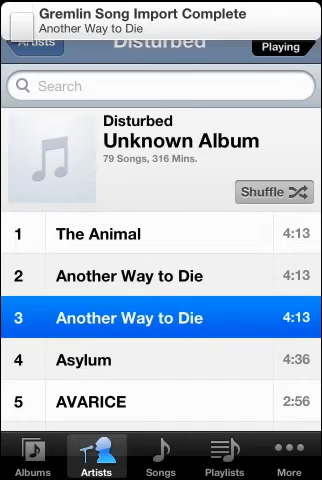 Gremlin Song Import Complete
Another Way to Die
Artists
Disturbed
Playing
Search
Disturbed
Unknown Album
79 Songs, 316 Mins.
Shuffle
1 The Animal 4:13
2 Another Way to Die 4:13
3 Another Way to Die 4:13
4 Asylum 4:36
5 AVARICE 2:56
Albums Artists Songs Playlists More